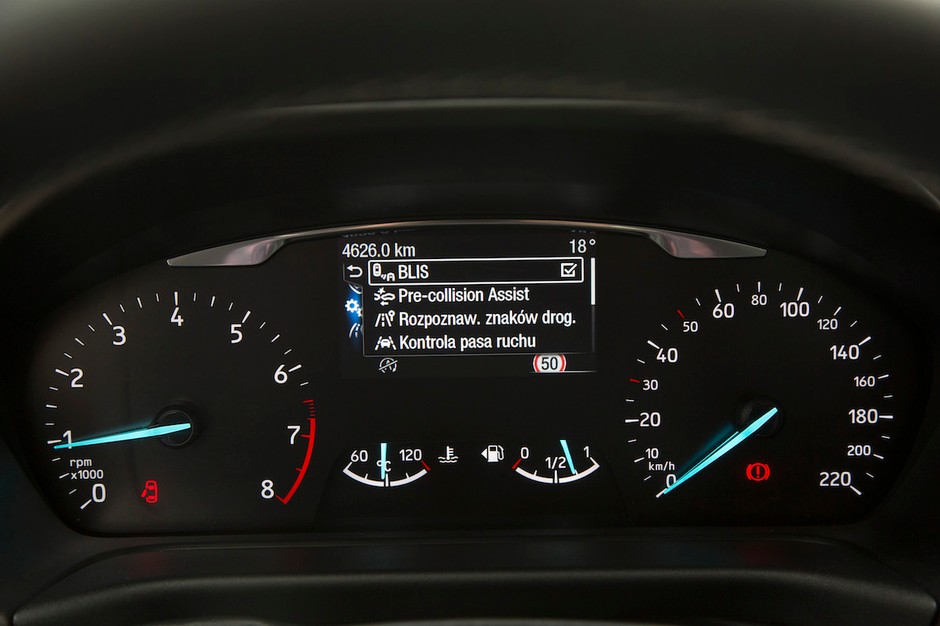 4626.0 km 18°
BLIS
Pre-collision Assist
Rozpoznaw. znaków drog.
Kontrola pasa ruchu
50
0 1 2 3 4 5 6 7 8
rpm
x1000
60 °C 120
0 1/2 1
0 10 20 30 40 50 60 80 100 120 140 160 180 200 220
km/h